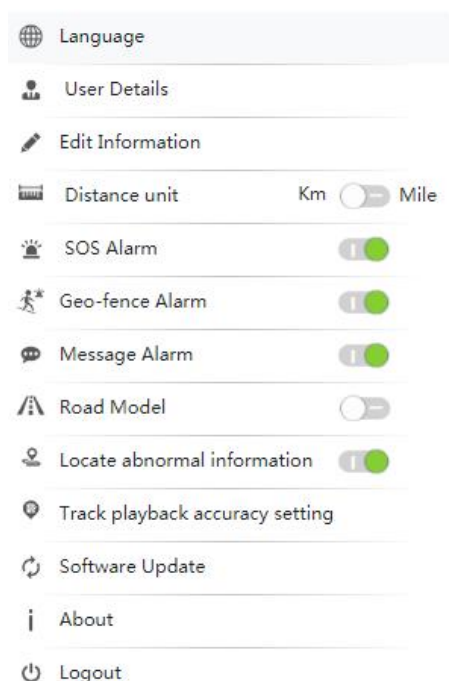 Language
User Details
Edit Information
Distance unit Km Mile
SOS Alarm
Geo-fence Alarm
Message Alarm
Road Model
Locate abnormal information
Track playback accuracy setting
Software Update
About
Logout